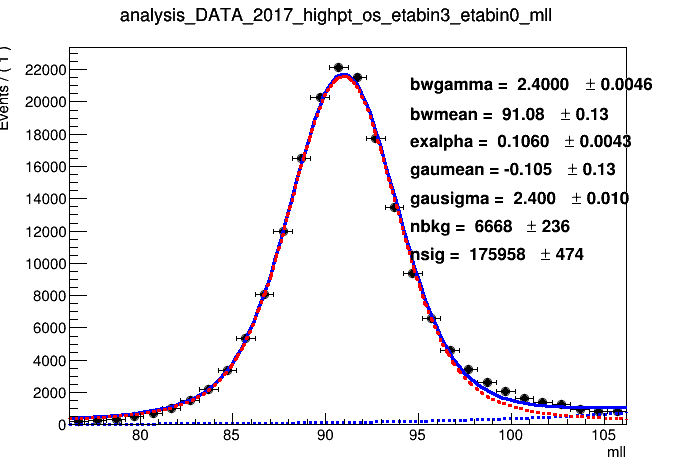 analysis_DATA_2017_highpt_os_etabin3_etabin0_mll
Events / ( 1 )
22000
20000
18000
16000
14000
12000
10000
8000
6000
4000
2000
0
bwgamma = 2.4000 ± 0.0046
bwmean = 91.08 ± 0.13
exalpha = 0.1060 ± 0.0043
gaumean = -0.105 ± 0.13
gausigma = 2.400 ± 0.010
nbkg = 6668 ± 236
nsig = 175958 ± 474
80 85 90 95 100 105
mll